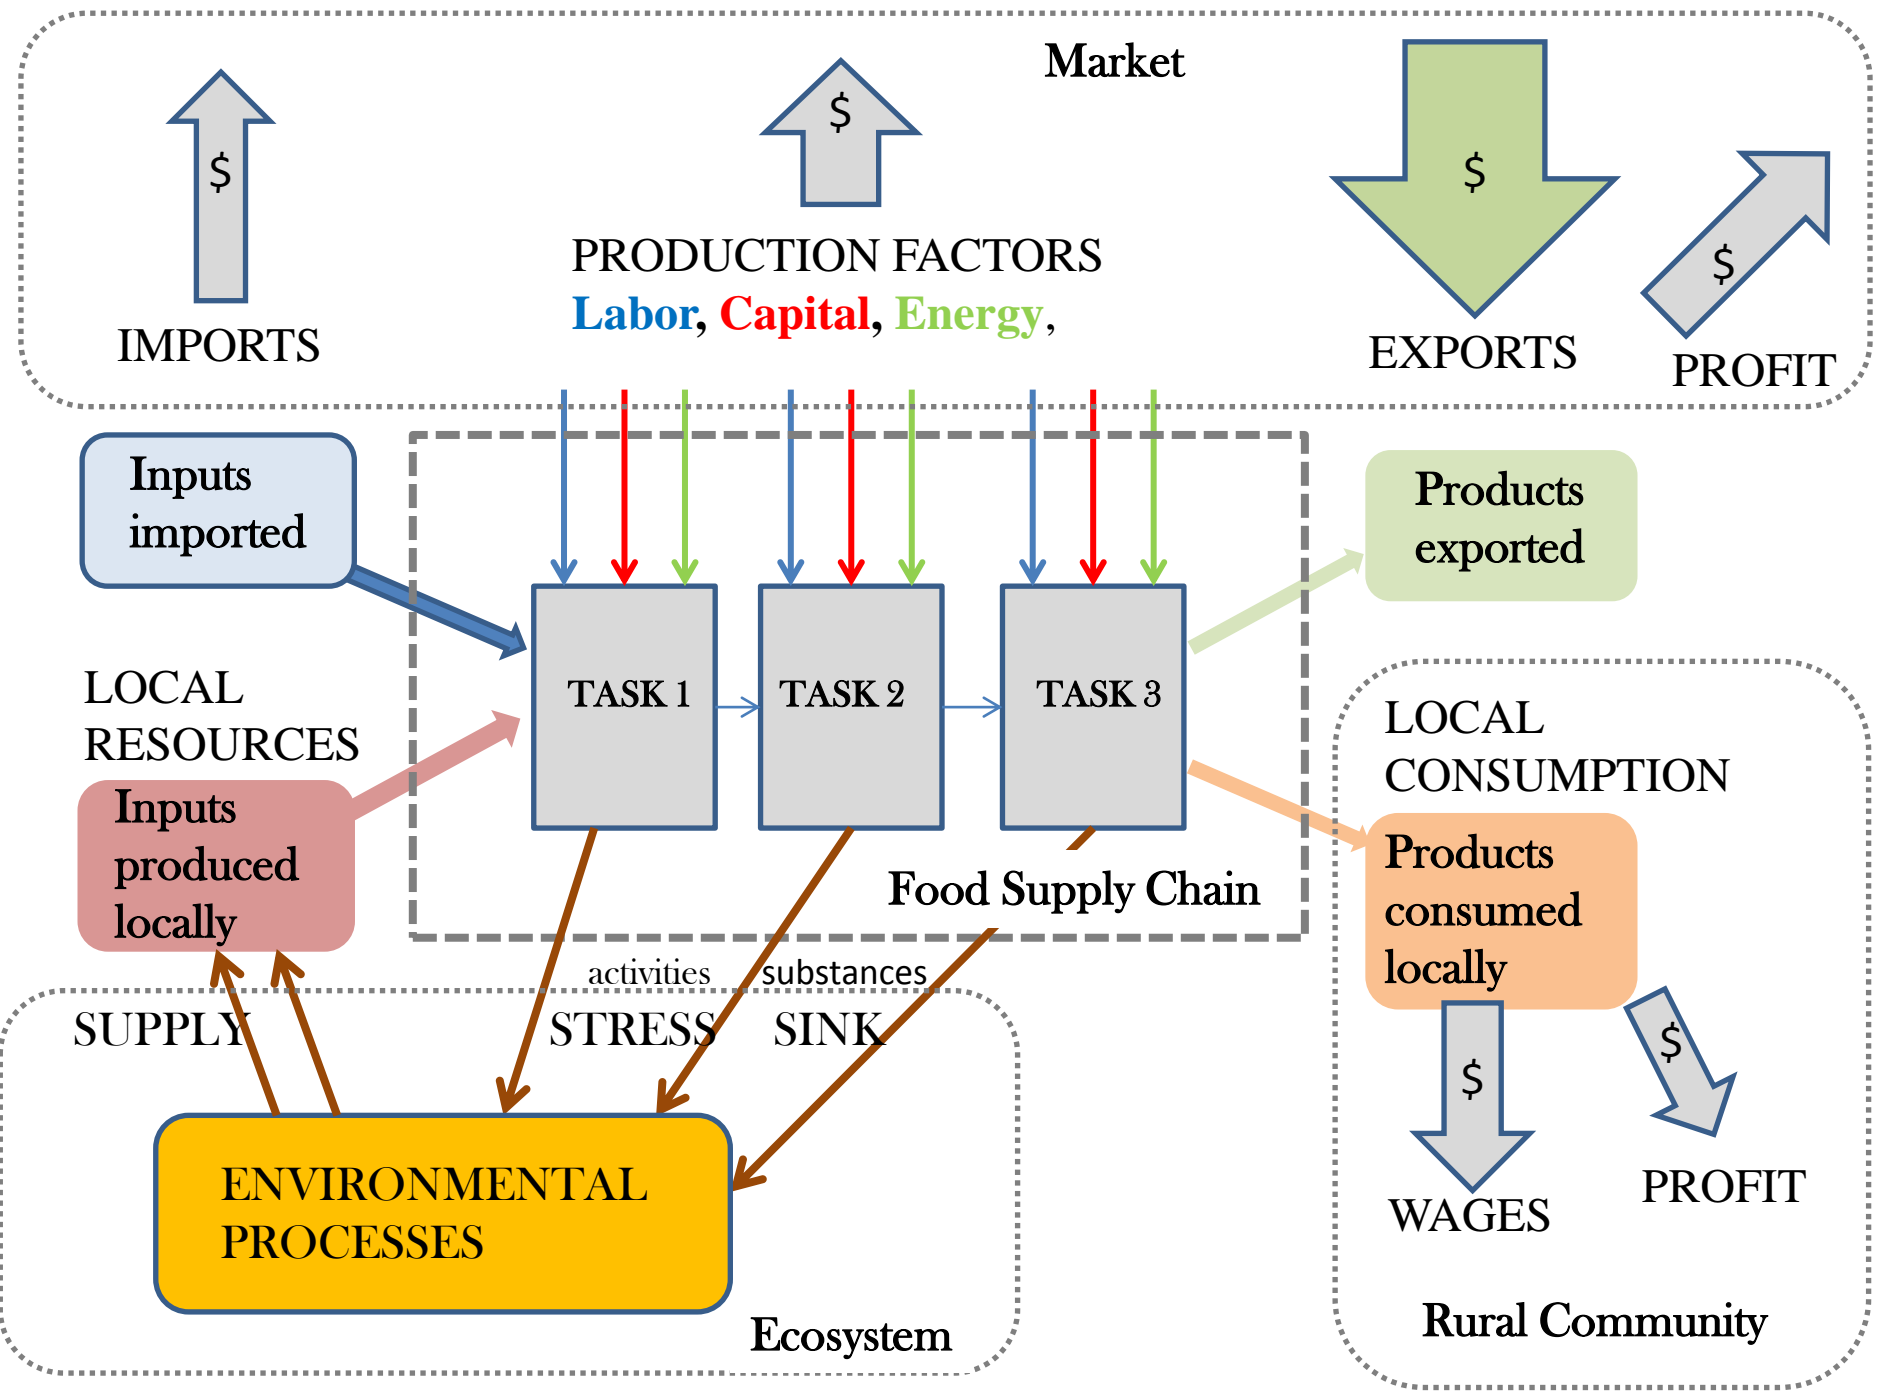 Market
$
$
$
$
PRODUCTION FACTORS
Labor, Capital, Energy,
IMPORTS
EXPORTS
PROFIT
Inputs
imported
Products
exported
LOCAL
RESOURCES
Inputs
produced
locally
TASK 1
TASK 2
TASK 3
Food Supply Chain
LOCAL
CONSUMPTION
Products
consumed
locally
activities
substances
SUPPLY
STRESS
SINK
$
$
WAGES
PROFIT
ENVIRONMENTAL
PROCESSES
Ecosystem
Rural Community